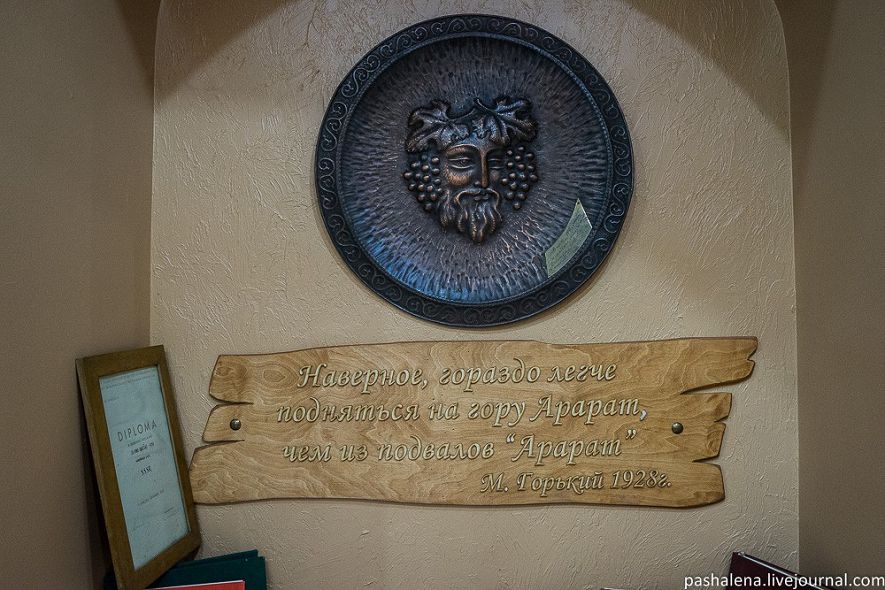 Наверное, гораздо легче
подняться на гору Арарат,
чем из подвалов “Арарат”
М. Горький 1928г.
DIPLOMA
pashalena.livejournal.com